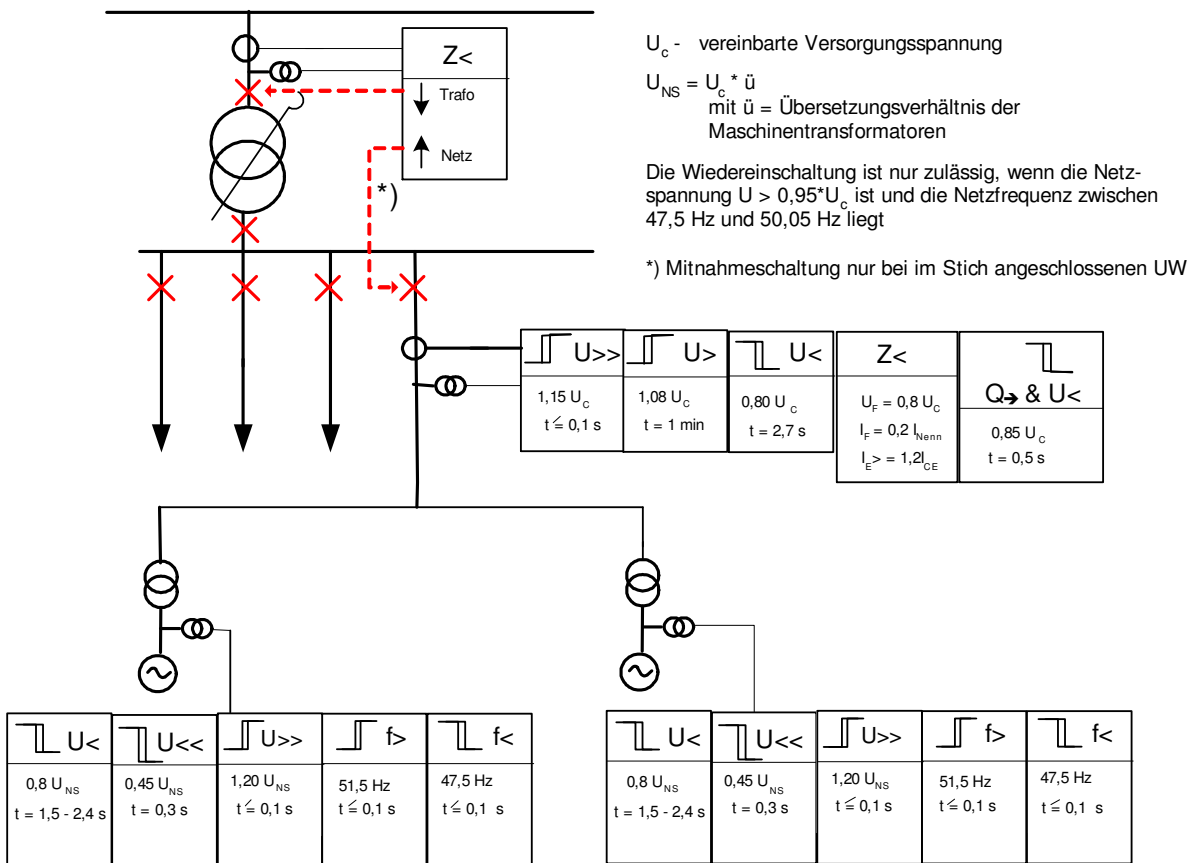 Z<
Trafo
Netz
*)
U_c - vereinbarte Versorgungsspannung
U_NS = U_c * ü
mit ü = Übersetzungsverhältnis der
Maschinentransformatoren
Die Wiedereinschaltung ist nur zulässig, wenn die Netz-
spannung U > 0,95*U_c ist und die Netzfrequenz zwischen
47,5 Hz und 50,05 Hz liegt
*) Mitnahmeschaltung nur bei im Stich angeschlossenen UW
U>>
1,15 U_C
t ≦ 0,1 s
U>
1,08 U_C
t = 1 min
U<
0,80 U_C
t = 2,7 s
Z<
U_F = 0,8 U_C
I_F = 0,2 I_Nenn
I_E> = 1,2I_CE
Q→ & U<
0,85 U_C
t = 0,5 s
U<
0,8 U_NS
t = 1,5 - 2,4 s
U<<
0,45 U_NS
t = 0,3 s
U>>
1,20 U_NS
t ≦ 0,1 s
f>
51,5 Hz
t ≦ 0,1 s
f<
47,5 Hz
t ≦ 0,1 s
U<
0,8 U_NS
t = 1,5 - 2,4 s
U<<
0,45 U_NS
t = 0,3 s
U>>
1,20 U_NS
t ≦ 0,1 s
f>
51,5 Hz
t ≦ 0,1 s
f<
47,5 Hz
t ≦ 0,1 s